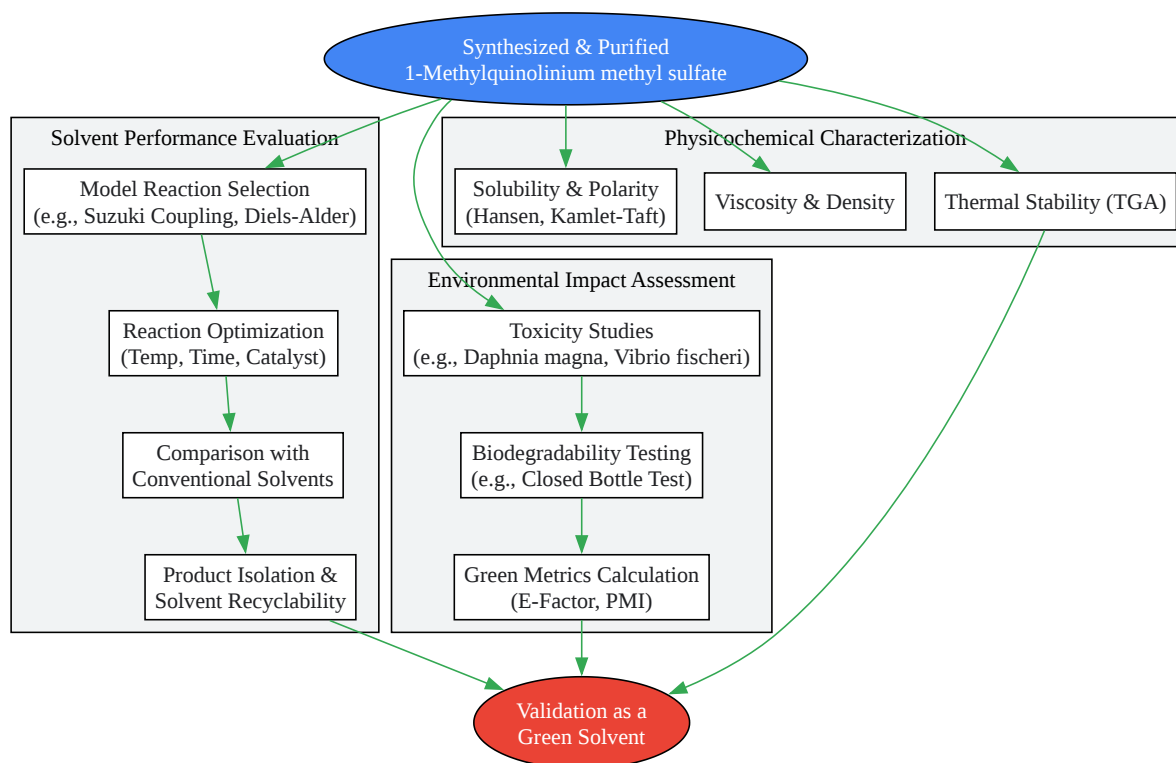 Synthesized & Purified
1-Methylquinolinium methyl sulfate
Solvent Performance Evaluation
Model Reaction Selection
(e.g., Suzuki Coupling, Diels-Alder)
Reaction Optimization
(Temp, Time, Catalyst)
Comparison with
Conventional Solvents
Product Isolation &
Solvent Recyclability
Physicochemical Characterization
Solubility & Polarity
(Hansen, Kamlet-Taft)
Viscosity & Density
Thermal Stability (TGA)
Environmental Impact Assessment
Toxicity Studies
(e.g., Daphnia magna, Vibrio fischeri)
Biodegradability Testing
(e.g., Closed Bottle Test)
Green Metrics Calculation
(E-Factor, PMI)
Validation as a
Green Solvent